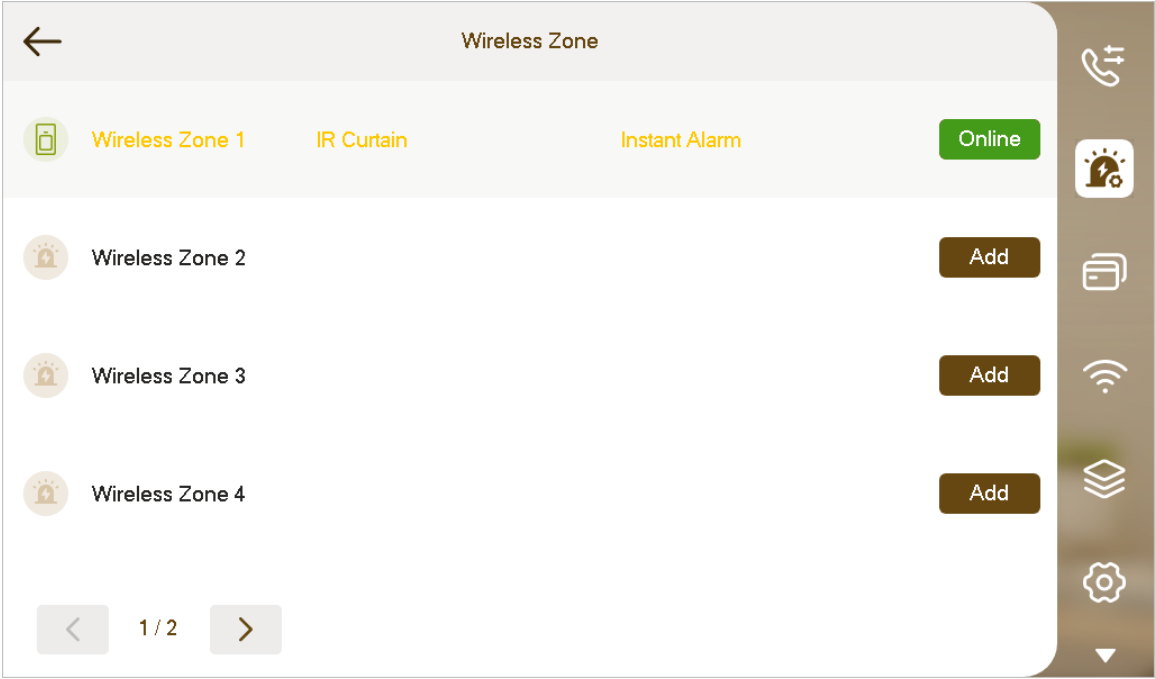 Wireless Zone
Wireless Zone 1 IR Curtain Instant Alarm Online
Wireless Zone 2 Add
Wireless Zone 3 Add
Wireless Zone 4 Add
1 / 2